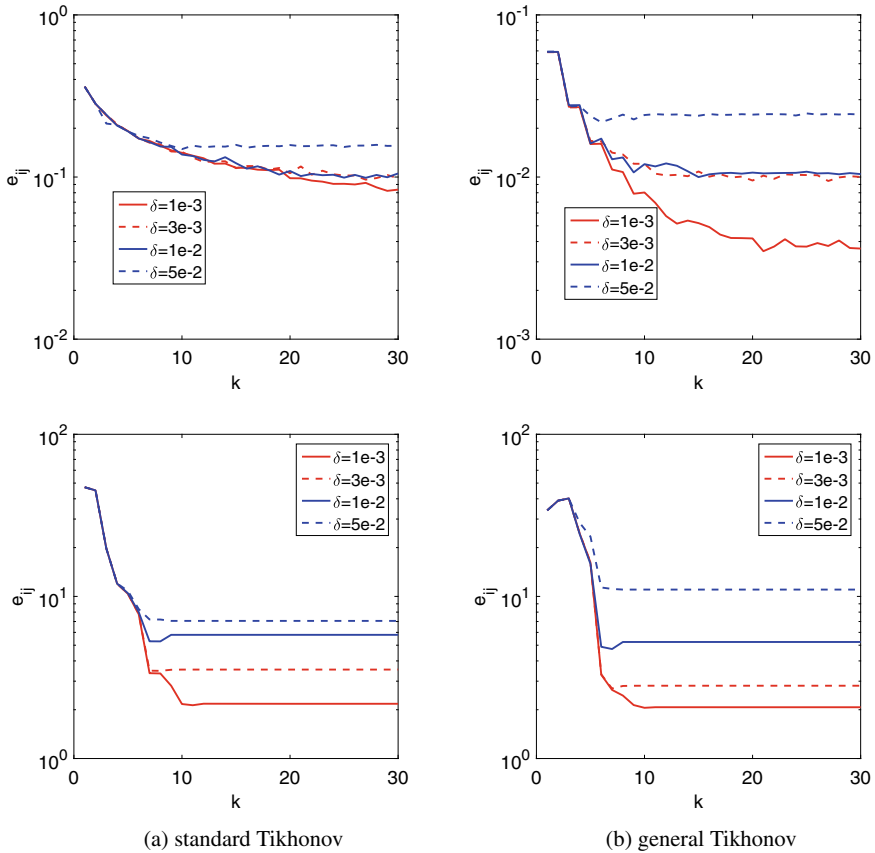 10^0
10^-1
10^-2
e_ij
0
10
20
30
k
δ=1e-3
δ=3e-3
δ=1e-2
δ=5e-2
10^-1
10^-2
10^-3
e_ij
0
10
20
30
k
δ=1e-3
δ=3e-3
δ=1e-2
δ=5e-2
10^2
10^1
10^0
e_ij
0
10
20
30
k
δ=1e-3
δ=3e-3
δ=1e-2
δ=5e-2
10^2
10^1
10^0
e_ij
0
10
20
30
k
δ=1e-3
δ=3e-3
δ=1e-2
δ=5e-2
(a) standard Tikhonov
(b) general Tikhonov